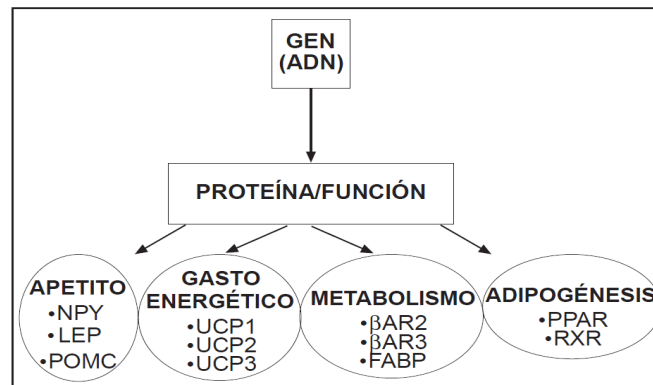 GEN
(ADN)
PROTEÍNA/FUNCIÓN
APETITO
•NPY
•LEP
•POMC
GASTO
ENERGÉTICO
•UCP1
•UCP2
•UCP3
METABOLISMO
•βAR2
•βAR3
•FABP
ADIPOGÉNESIS
•PPAR
•RXR